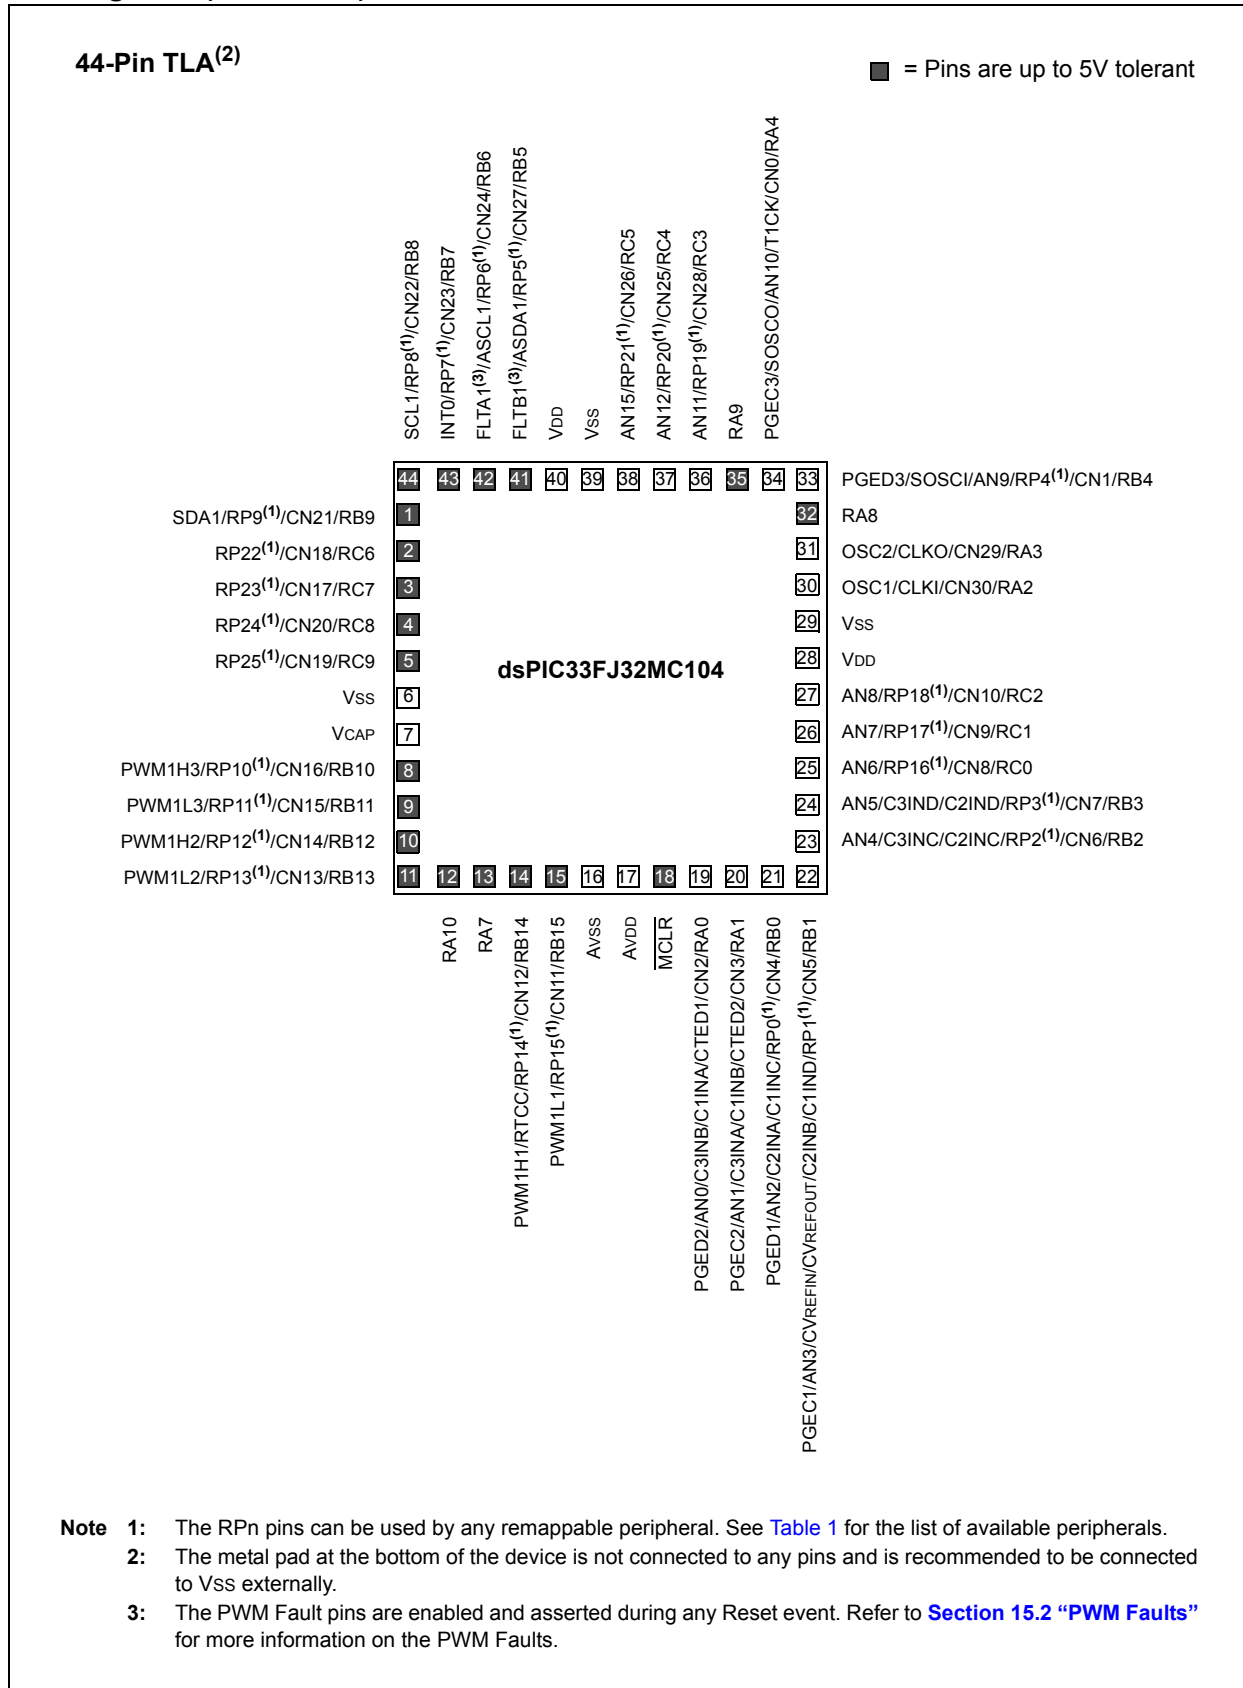 44-Pin TLA(2)
= Pins are up to 5V tolerant
SCL1/RP8(1)/CN22/RB8
INT0/RP7(1)/CN23/RB7
FLTA1(3)/ASCL1/RP6(1)/CN24/RB6
FLTB1(3)/ASDA1/RP5(1)/CN27/RB5
VDD
VSS
AN15/RP21(1)/CN26/RC5
AN12/RP20(1)/CN25/RC4
AN11/RP19(1)/CN28/RC3
RA9
PGEC3/SOSCO/AN10/T1CK/CN0/RA4
44 43 42 41 40 39 38 37 36 35 34 33 PGED3/SOSCI/AN9/RP4(1)/CN1/RB4
SDA1/RP9(1)/CN21/RB9 1 32 RA8
RP22(1)/CN18/RC6 2 31 OSC2/CLKO/CN29/RA3
RP23(1)/CN17/RC7 3 30 OSC1/CLKI/CN30/RA2
RP24(1)/CN20/RC8 4 29 VSS
RP25(1)/CN19/RC9 5 28 VDD
dsPIC33FJ32MC104
VSS 6 27 AN8/RP18(1)/CN10/RC2
VCAP 7 26 AN7/RP17(1)/CN9/RC1
PWM1H3/RP10(1)/CN16/RB10 8 25 AN6/RP16(1)/CN8/RC0
PWM1L3/RP11(1)/CN15/RB11 9 24 AN5/C3IND/C2IND/RP3(1)/CN7/RB3
PWM1H2/RP12(1)/CN14/RB12 10 23 AN4/C3INC/C2INC/RP2(1)/CN6/RB2
PWM1L2/RP13(1)/CN13/RB13 11 12 13 14 15 16 17 18 19 20 21 22
RA10
RA7
PWM1H1/RTCC/RP14(1)/CN12/RB14
PWM1L1/RP15(1)/CN11/RB15
AVSS
AVDD
MCLR
PGED2/AN0/C3INB/C1INA/CTED1/CN2/RA0
PGEC2/AN1/C3INA/C1INB/CTED2/CN3/RA1
PGED1/AN2/C2INA/C1INC/RP0(1)/CN4/RB0
PGEC1/AN3/CVREFIN/CVREFOUT/C2INB/C1IND/RP1(1)/CN5/RB1
Note 1: The RPn pins can be used by any remappable peripheral. See Table 1 for the list of available peripherals.
2: The metal pad at the bottom of the device is not connected to any pins and is recommended to be connected
to VSS externally.
3: The PWM Fault pins are enabled and asserted during any Reset event. Refer to Section 15.2 “PWM Faults”
for more information on the PWM Faults.